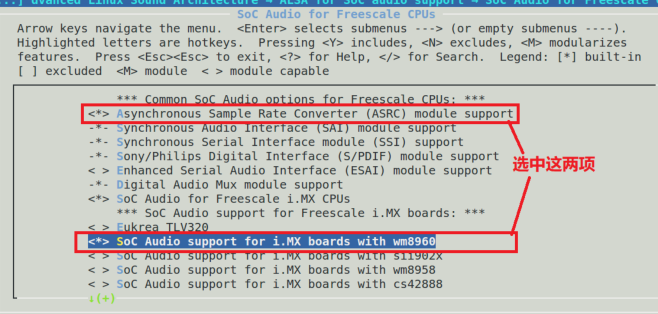 ..] dvanced Linux Sound Architecture → ALSA for SoC audio support → SoC Audio for Freescale
SoC Audio for Freescale CPUs
Arrow keys navigate the menu.  <Enter> selects submenus ---> (or empty submenus ----).
Highlighted letters are hotkeys.  Pressing <Y> includes, <N> excludes, <M> modularizes
features.  Press <Esc><Esc> to exit, <?> for Help, </> for Search.  Legend: [*] built-in
[ ] excluded  <M> module  < > module capable
*** Common SoC Audio options for Freescale CPUs: ***
<*> Asynchronous Sample Rate Converter (ASRC) module support
-*- Synchronous Audio Interface (SAI) module support
-*- Synchronous Serial Interface module (SSI) support
-*- Sony/Philips Digital Interface (S/PDIF) module support
< > Enhanced Serial Audio Interface (ESAI) module support
-*- Digital Audio Mux module support
<*> SoC Audio for Freescale i.MX CPUs
*** SoC Audio support for Freescale i.MX boards: ***
< > Eukrea TLV320
<*> SoC Audio support for i.MX boards with wm8960
< > SoC Audio support for i.MX boards with sii902x
< > SoC Audio support for i.MX boards with wm8958
< > SoC Audio support for i.MX boards with cs42888
↓(+)
选中这两项